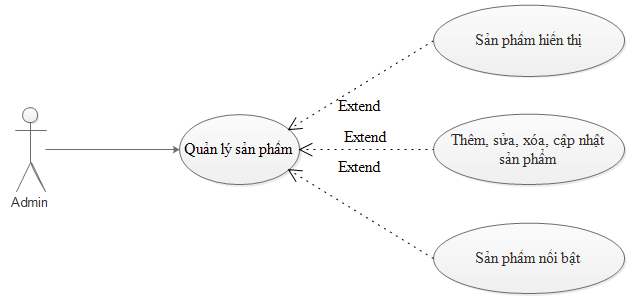 Sản phẩm hiển thị
Extend
Extend
Thêm, sửa, xóa, cập nhật
sản phẩm
Quản lý sản phẩm
Extend
Admin
Sản phẩm nổi bật